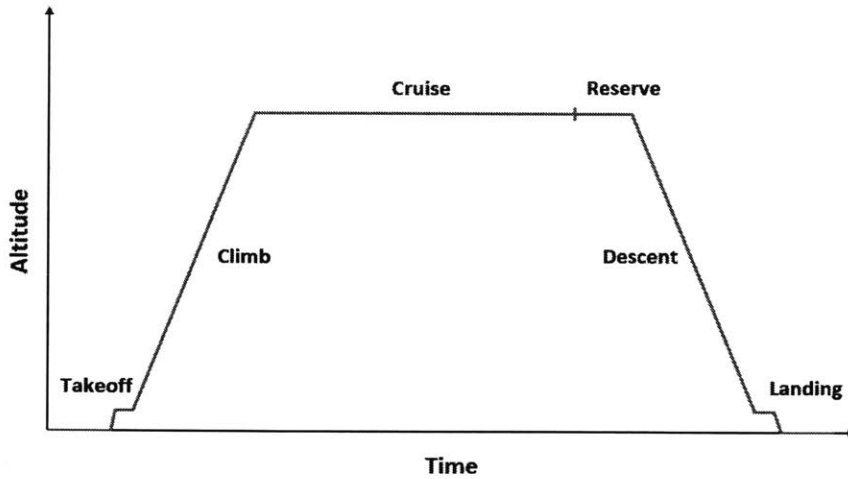 Cruise
Reserve
Altitude
Climb
Descent
Takeoff
Landing
Time